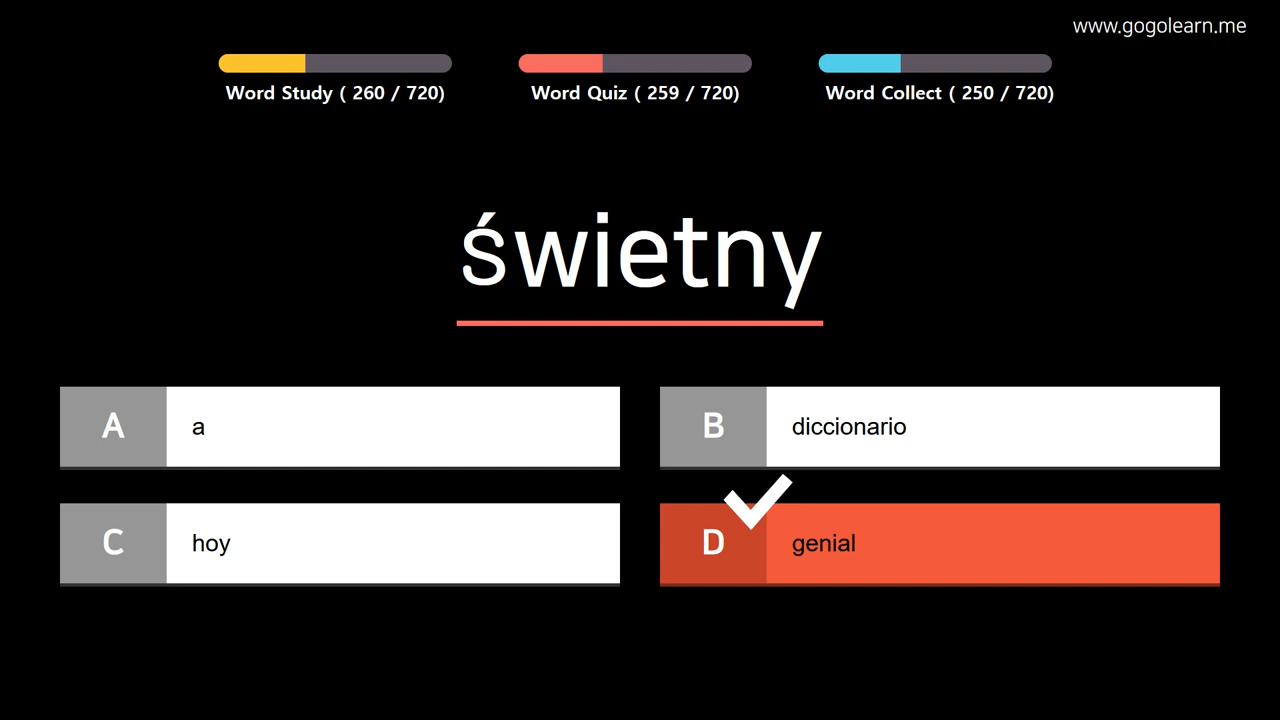 www.gogolearn.me
Word Study ( 260 / 720)
Word Quiz ( 259 / 720)
Word Collect ( 250 / 720)
świetny
A a
B diccionario
C hoy
D genial